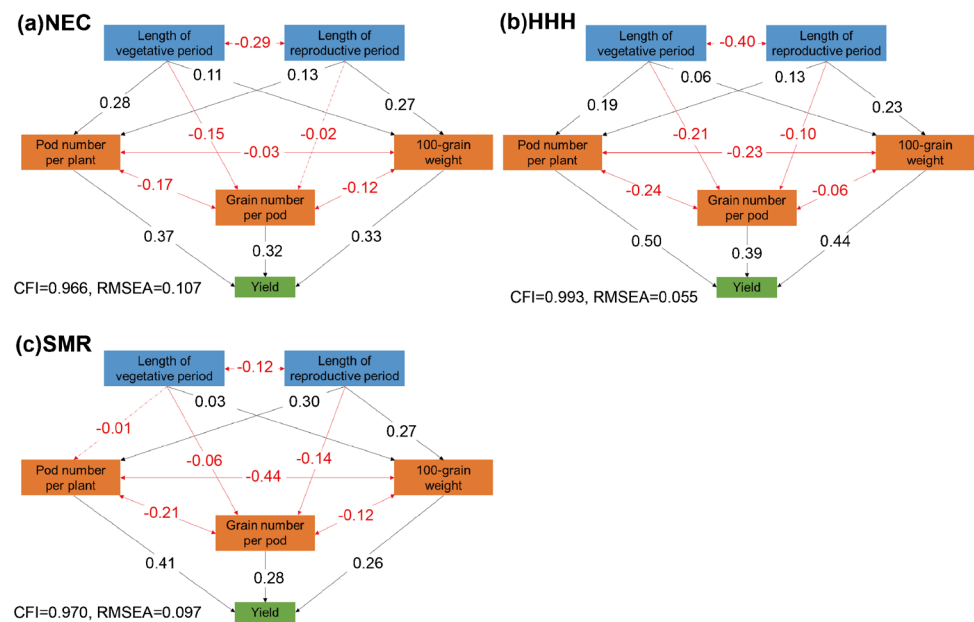 (a)NEC
Length of
vegetative period
-0.29
Length of
reproductive period
0.11
0.13
0.28
0.27
-0.15
-0.02
Pod number
per plant
-0.03
100-grain
weight
-0.17
-0.12
Grain number
per pod
0.37
0.32
0.33
Yield
CFI=0.966, RMSEA=0.107
(b)HHH
Length of
vegetative period
-0.40
Length of
reproductive period
0.06
0.13
0.19
0.23
-0.21
-0.10
Pod number
per plant
-0.23
100-grain
weight
-0.24
-0.06
Grain number
per pod
0.50
0.39
0.44
Yield
CFI=0.993, RMSEA=0.055
(c)SMR
Length of
vegetative period
-0.12
Length of
reproductive period
0.03
0.30
-0.01
0.27
-0.06
-0.14
Pod number
per plant
-0.44
100-grain
weight
-0.21
-0.12
Grain number
per pod
0.41
0.28
0.26
Yield
CFI=0.970, RMSEA=0.097